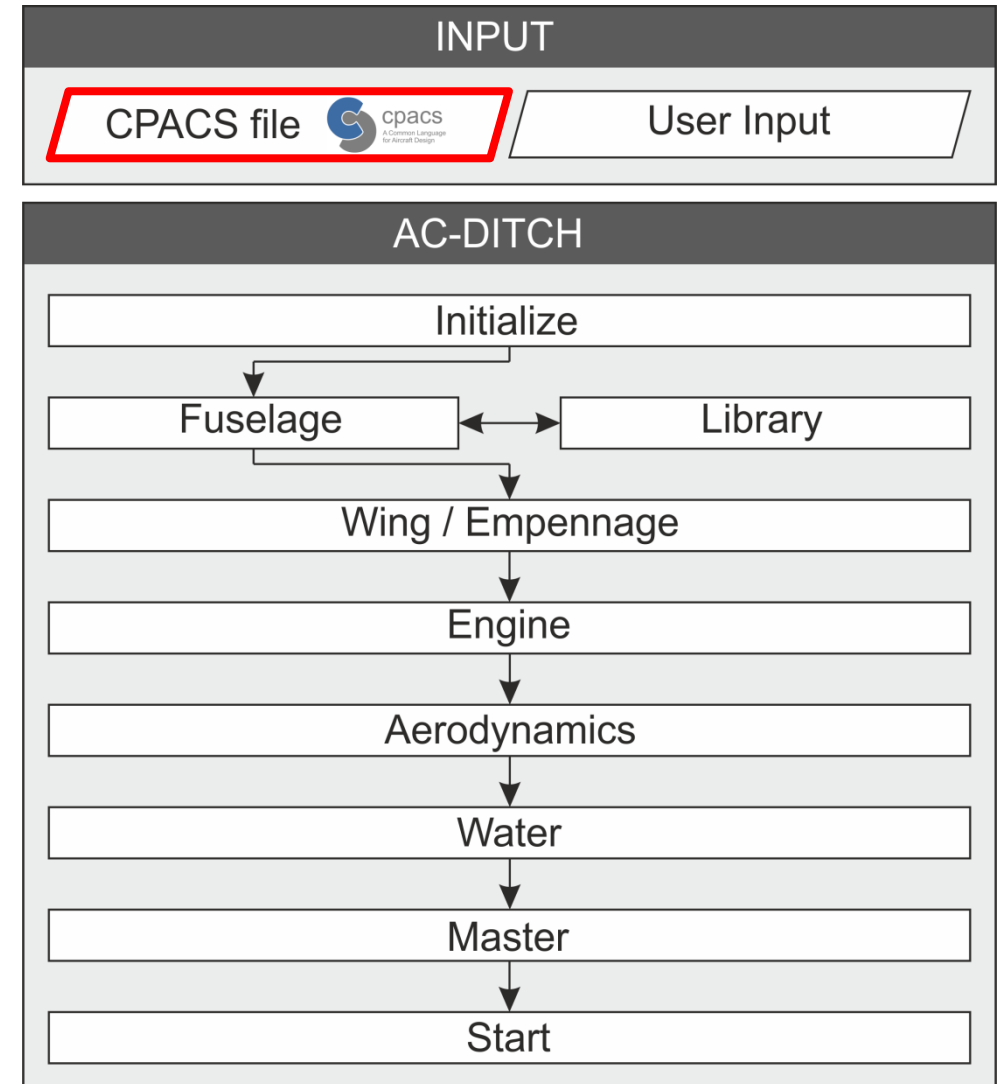 INPUT
CPACS file
cpacs
A Common Language
for Aircraft Design
User Input
AC-DITCH
Initialize
Fuselage
Library
Wing / Empennage
Engine
Aerodynamics
Water
Master
Start